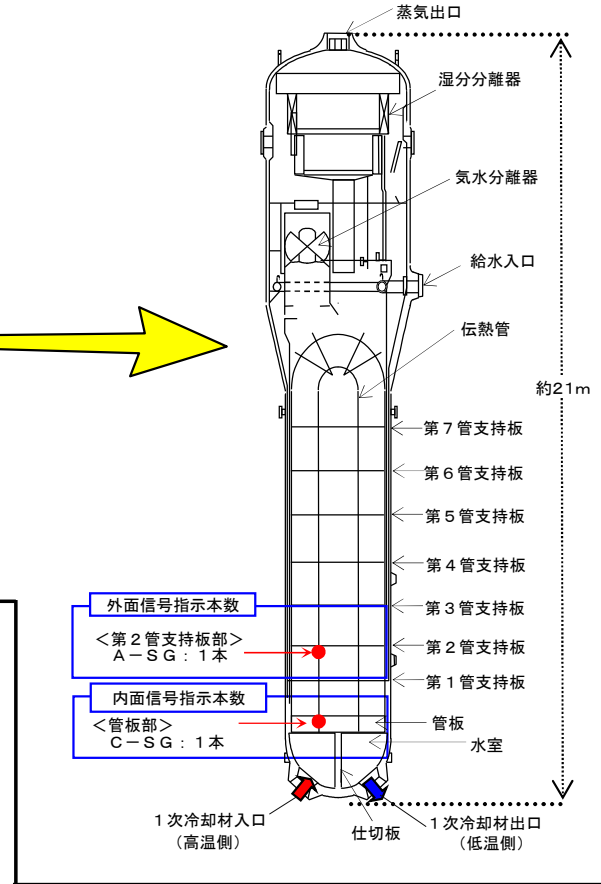 蒸気出口
湿分分離器
気水分離器
給水入口
伝熱管
約21m
第７管支持板
第６管支持板
第５管支持板
第４管支持板
外面信号指示本数
第３管支持板
＜第２管支持板部＞
Ａ－ＳＧ：１本
第２管支持板
第１管支持板
内面信号指示本数
＜管板部＞
Ｃ－ＳＧ：１本
管板
水室
１次冷却材入口
（高温側）
仕切板
１次冷却材出口
（低温側）